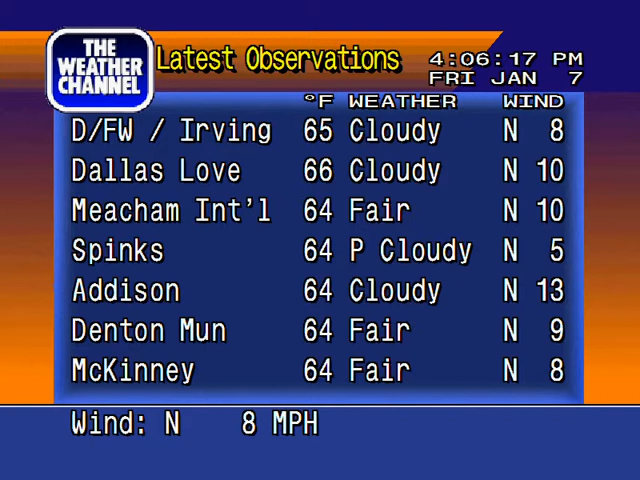 THE
WEATHER
CHANNEL
Latest Observations
4:06:17 PM
FRI JAN 7
°F WEATHER WIND
D/FW / Irving 65 Cloudy N 8
Dallas Love 66 Cloudy N 10
Meacham Int'l 64 Fair N 10
Spinks 64 P Cloudy N 5
Addison 64 Cloudy N 13
Denton Mun 64 Fair N 9
McKinney 64 Fair N 8
Wind: N 8 MPH